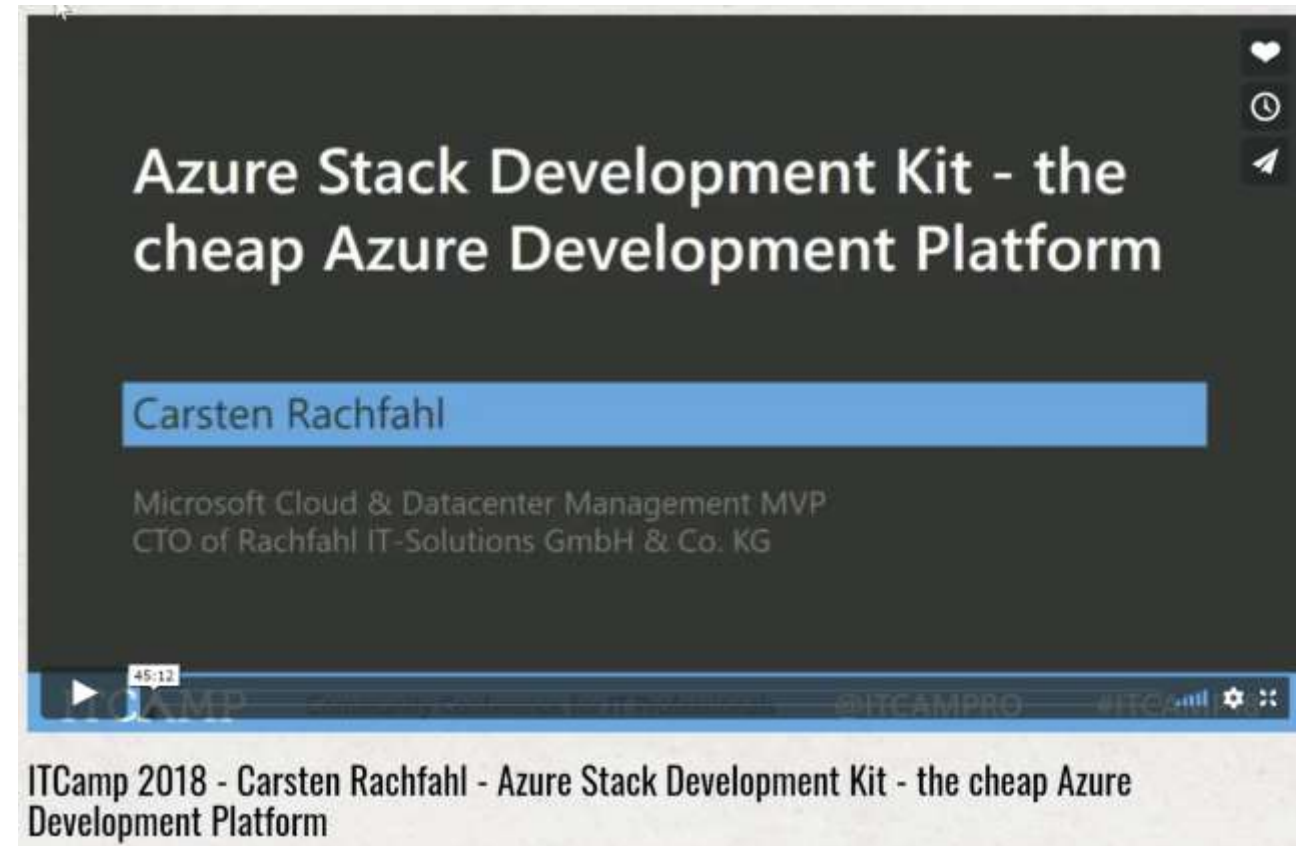 Azure Stack Development Kit - the
cheap Azure Development Platform
Carsten Rachfahl
Microsoft Cloud & Datacenter Management MVP
CTO of Rachfahl IT-Solutions GmbH & Co. KG
45:12
ITCAMP
@ITCAMPRO
ITCamp 2018 - Carsten Rachfahl - Azure Stack Development Kit - the cheap Azure
Development Platform